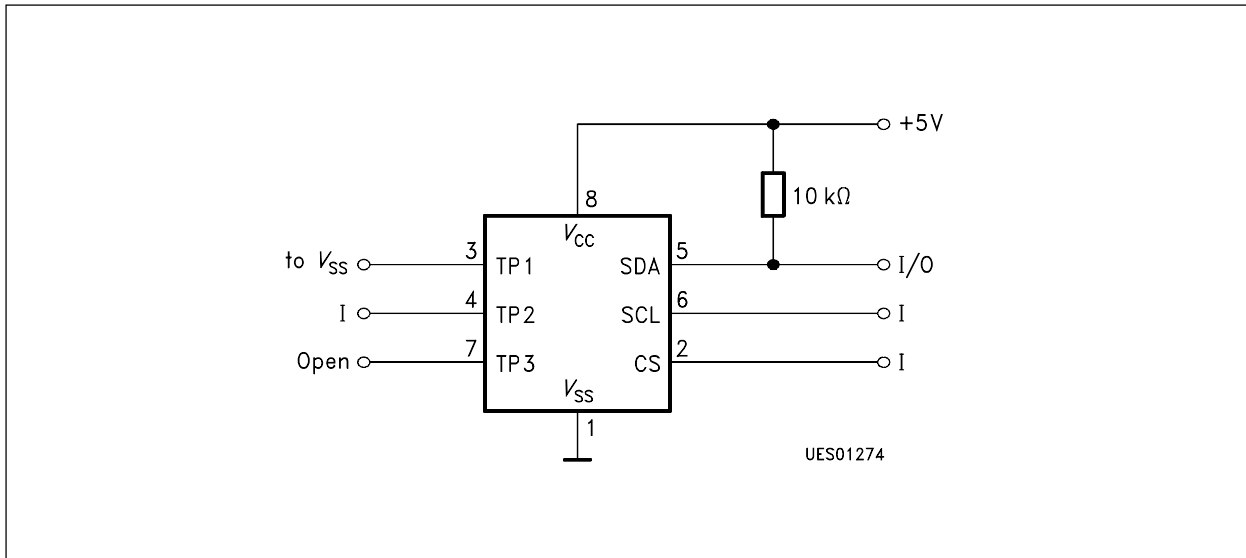 +5V
8
10 kΩ
VCC
to VSS 3 TP1 SDA 5 I/O
I 4 TP2 SCL 6 I
Open 7 TP3 CS 2 I
VSS
1
UES01274